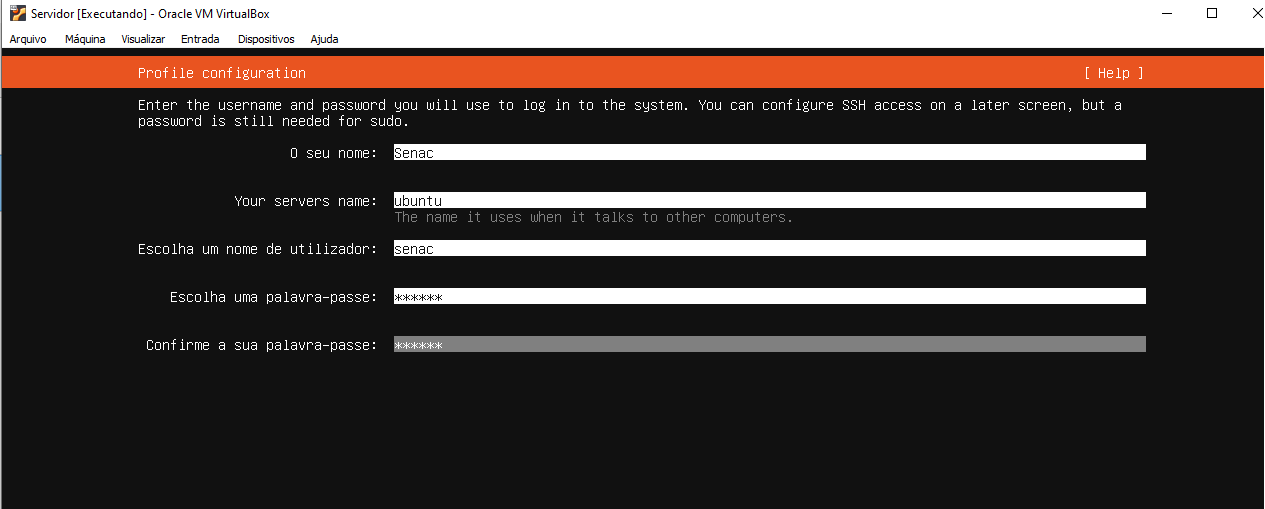 Servidor [Executando] - Oracle VM VirtualBox
Arquivo Máquina Visualizar Entrada Dispositivos Ajuda
Profile configuration [ Help ]
Enter the username and password you will use to log in to the system. You can configure SSH access on a later screen, but a
password is still needed for sudo.
O seu nome: Senac
Your servers name: ubuntu
The name it uses when it talks to other computers.
Escolha um nome de utilizador: senac
Escolha uma palavra-passe: ******
Confirme a sua palavra-passe: ******